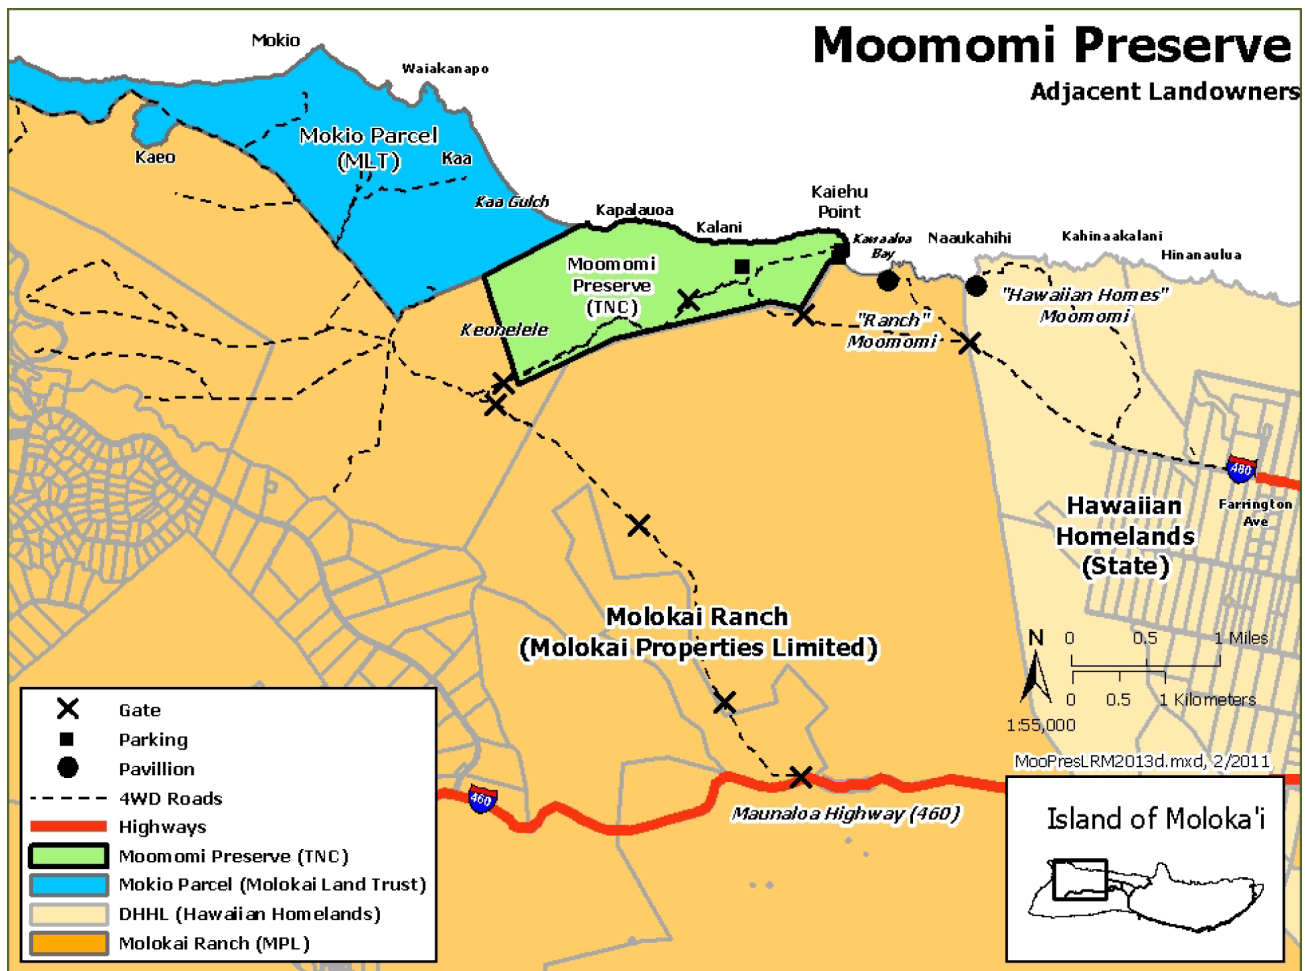 Moomomi Preserve
Adjacent Landowners
Mokio
Waiakanapo
Mokio Parcel
(MLT)
Kaa
Kaeo
Kaa Gulch
Kapalauoa
Kalani
Kaiehu
Point
Kawaaloa
Bay
Naaukahihi
Kahinaakalani
Hinanaulua
Moomomi
Preserve
(TNC)
Keonelele
"Ranch"
Moomomi
"Hawaiian Homes"
Moomomi
480
Farrington
Ave
Hawaiian
Homelands
(State)
Molokai Ranch
(Molokai Properties Limited)
N
0 0.5 1 Miles
0 0.5 1 Kilometers
1:55,000
MooPresLRM2013d.mxd, 2/2011
460
Maunaloa Highway (460)
Gate
Parking
Pavillion
4WD Roads
Highways
Moomomi Preserve (TNC)
Mokio Parcel (Molokai Land Trust)
DHHL (Hawaiian Homelands)
Molokai Ranch (MPL)
Island of Moloka'i